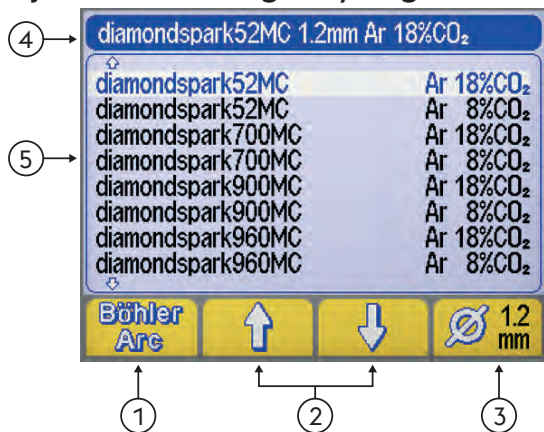 ④ diamondspark52MC 1.2mm Ar 18%CO₂
diamondspark52MC Ar 18%CO₂
diamondspark52MC Ar 8%CO₂
diamondspark700MC Ar 18%CO₂
⑤ diamondspark700MC Ar 8%CO₂
diamondspark900MC Ar 18%CO₂
diamondspark900MC Ar 8%CO₂
diamondspark960MC Ar 18%CO₂
diamondspark960MC Ar 8%CO₂
Böhler Ø 1.2
Arc mm
① ② ③